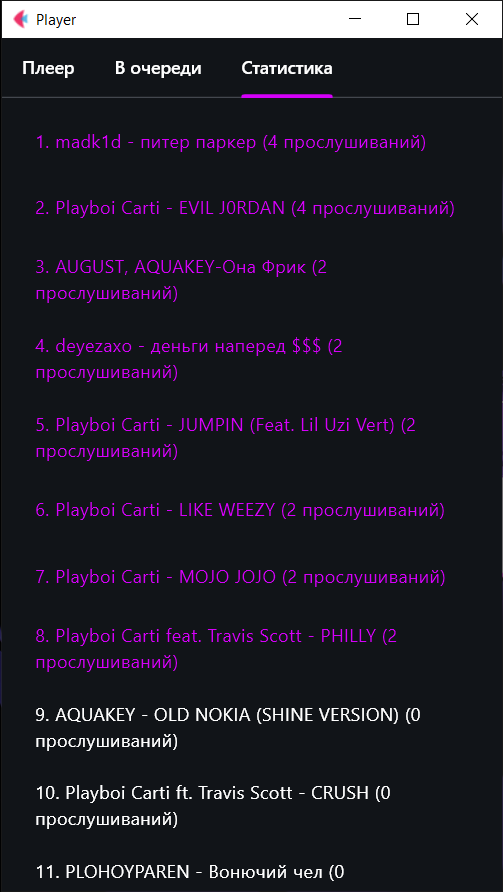 Player
Плеер
В очереди
Статистика
1. madk1d - питер паркер (4 прослушиваний)
2. Playboi Carti - EVIL J0RDAN (4 прослушиваний)
3. AUGUST, AQUAKEY-Она Фрик (2
прослушиваний)
4. deyezaxo - деньги наперед $$$ (2
прослушиваний)
5. Playboi Carti - JUMPIN (Feat. Lil Uzi Vert) (2
прослушиваний)
6. Playboi Carti - LIKE WEEZY (2 прослушиваний)
7. Playboi Carti - MOJO JOJO (2 прослушиваний)
8. Playboi Carti feat. Travis Scott - PHILLY (2
прослушиваний)
9. AQUAKEY - OLD NOKIA (SHINE VERSION) (0
прослушиваний)
10. Playboi Carti ft. Travis Scott - CRUSH (0
прослушиваний)
11. PLOHOYPAREN - Вонючий чел (0